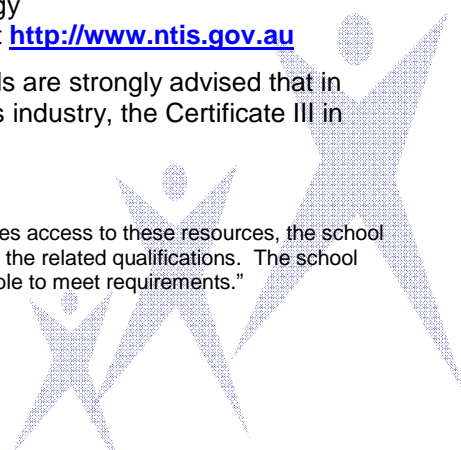 gy
t http://www.ntis.gov.au
ls are strongly advised that in
s industry, the Certificate III in
es access to these resources, the school
the related qualifications. The school
ble to meet requirements.”